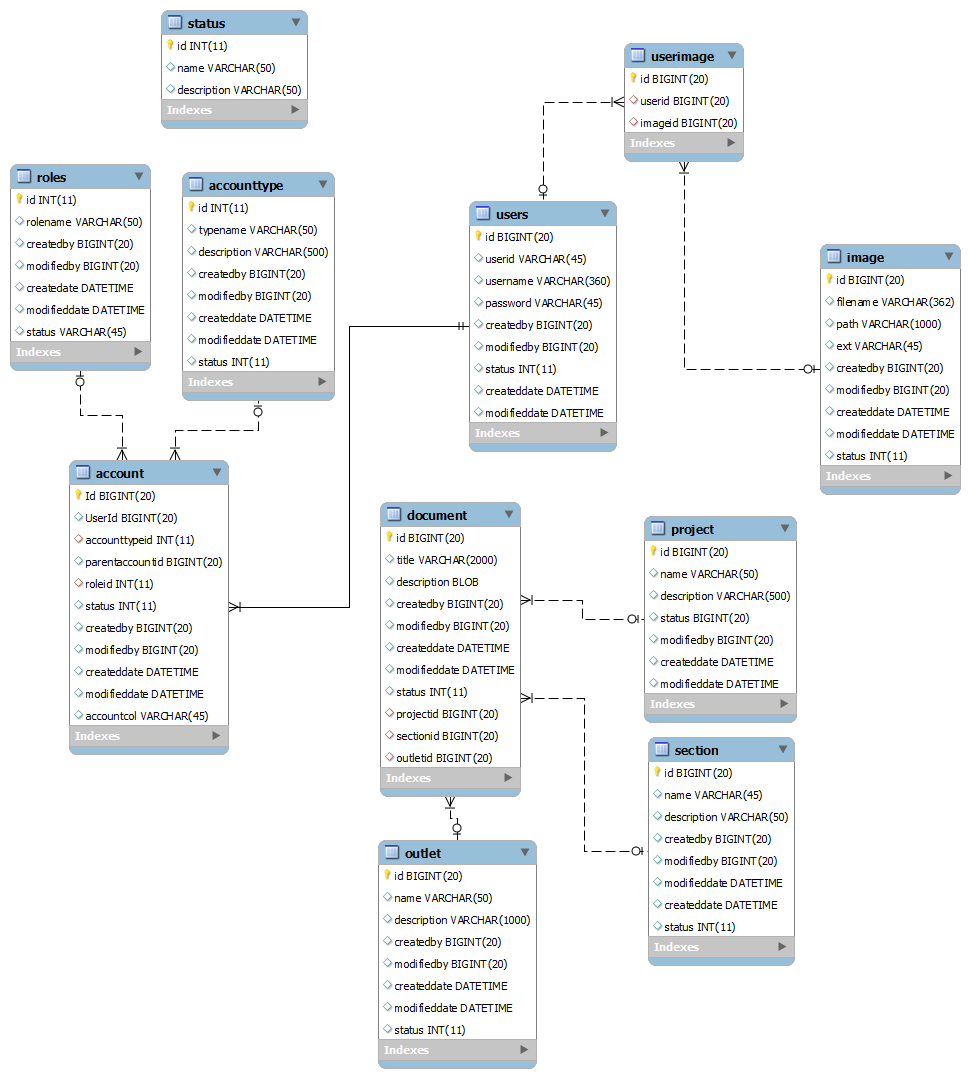 status
id INT(11)
name VARCHAR(50)
description VARCHAR(50)
Indexes
userimage
id BIGINT(20)
userid BIGINT(20)
imageid BIGINT(20)
Indexes
roles
id INT(11)
rolename VARCHAR(50)
createdby BIGINT(20)
modifiedby BIGINT(20)
createdate DATETIME
modifieddate DATETIME
status VARCHAR(45)
Indexes
accounttype
id INT(11)
typename VARCHAR(50)
description VARCHAR(500)
createdby BIGINT(20)
modifiedby BIGINT(20)
createddate DATETIME
modifieddate DATETIME
status INT(11)
Indexes
users
id BIGINT(20)
userid VARCHAR(45)
username VARCHAR(360)
password VARCHAR(45)
createdby BIGINT(20)
modifiedby BIGINT(20)
status INT(11)
createddate DATETIME
modifieddate DATETIME
Indexes
image
id BIGINT(20)
filename VARCHAR(362)
path VARCHAR(1000)
ext VARCHAR(45)
createdby BIGINT(20)
modifiedby BIGINT(20)
createddate DATETIME
modifieddate DATETIME
status INT(11)
Indexes
account
Id BIGINT(20)
UserId BIGINT(20)
accounttypeid INT(11)
parentaccountid BIGINT(20)
roleid INT(11)
status INT(11)
createdby BIGINT(20)
modifiedby BIGINT(20)
createddate DATETIME
modifieddate DATETIME
accountcol VARCHAR(45)
Indexes
document
id BIGINT(20)
title VARCHAR(2000)
description BLOB
createdby BIGINT(20)
modifiedby BIGINT(20)
createddate DATETIME
modifieddate DATETIME
status INT(11)
projectid BIGINT(20)
sectionid BIGINT(20)
outletid BIGINT(20)
Indexes
project
id BIGINT(20)
name VARCHAR(50)
description VARCHAR(500)
status BIGINT(20)
modifiedby BIGINT(20)
createddate DATETIME
modifieddate DATETIME
Indexes
section
id BIGINT(20)
name VARCHAR(45)
description VARCHAR(50)
createdby BIGINT(20)
modifiedby BIGINT(20)
modifieddate DATETIME
createddate DATETIME
status INT(11)
Indexes
outlet
id BIGINT(20)
name VARCHAR(50)
description VARCHAR(1000)
createdby BIGINT(20)
modifiedby BIGINT(20)
createddate DATETIME
modifieddate DATETIME
status INT(11)
Indexes